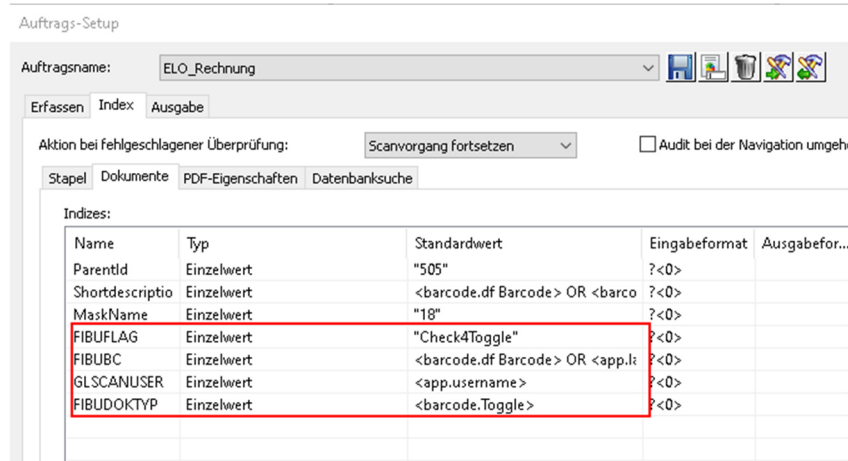 Auftrags-Setup
Auftragsname: ELO_Rechnung
Erfassen Index Ausgabe
Aktion bei fehlgeschlagener Überprüfung: Scanvorgang fortsetzen Audit bei der Navigation umgeh
Stapel Dokumente PDF-Eigenschaften Datenbanksuche
Indizes:
Name Typ Standardwert Eingabeformat Ausgabefor...
ParentId Einzelwert "505" ?<0>
Shortdescriptio Einzelwert <barcode.df Barcode> OR <barco ?<0>
MaskName Einzelwert "18" ?<0>
FIBUFLAG Einzelwert "Check4Toggle" ?<0>
FIBUBC Einzelwert <barcode.df Barcode> OR <app.la ?<0>
GLSCANUSER Einzelwert <app.username> ?<0>
FIBUDOKTYP Einzelwert <barcode.Toggle> ?<0>